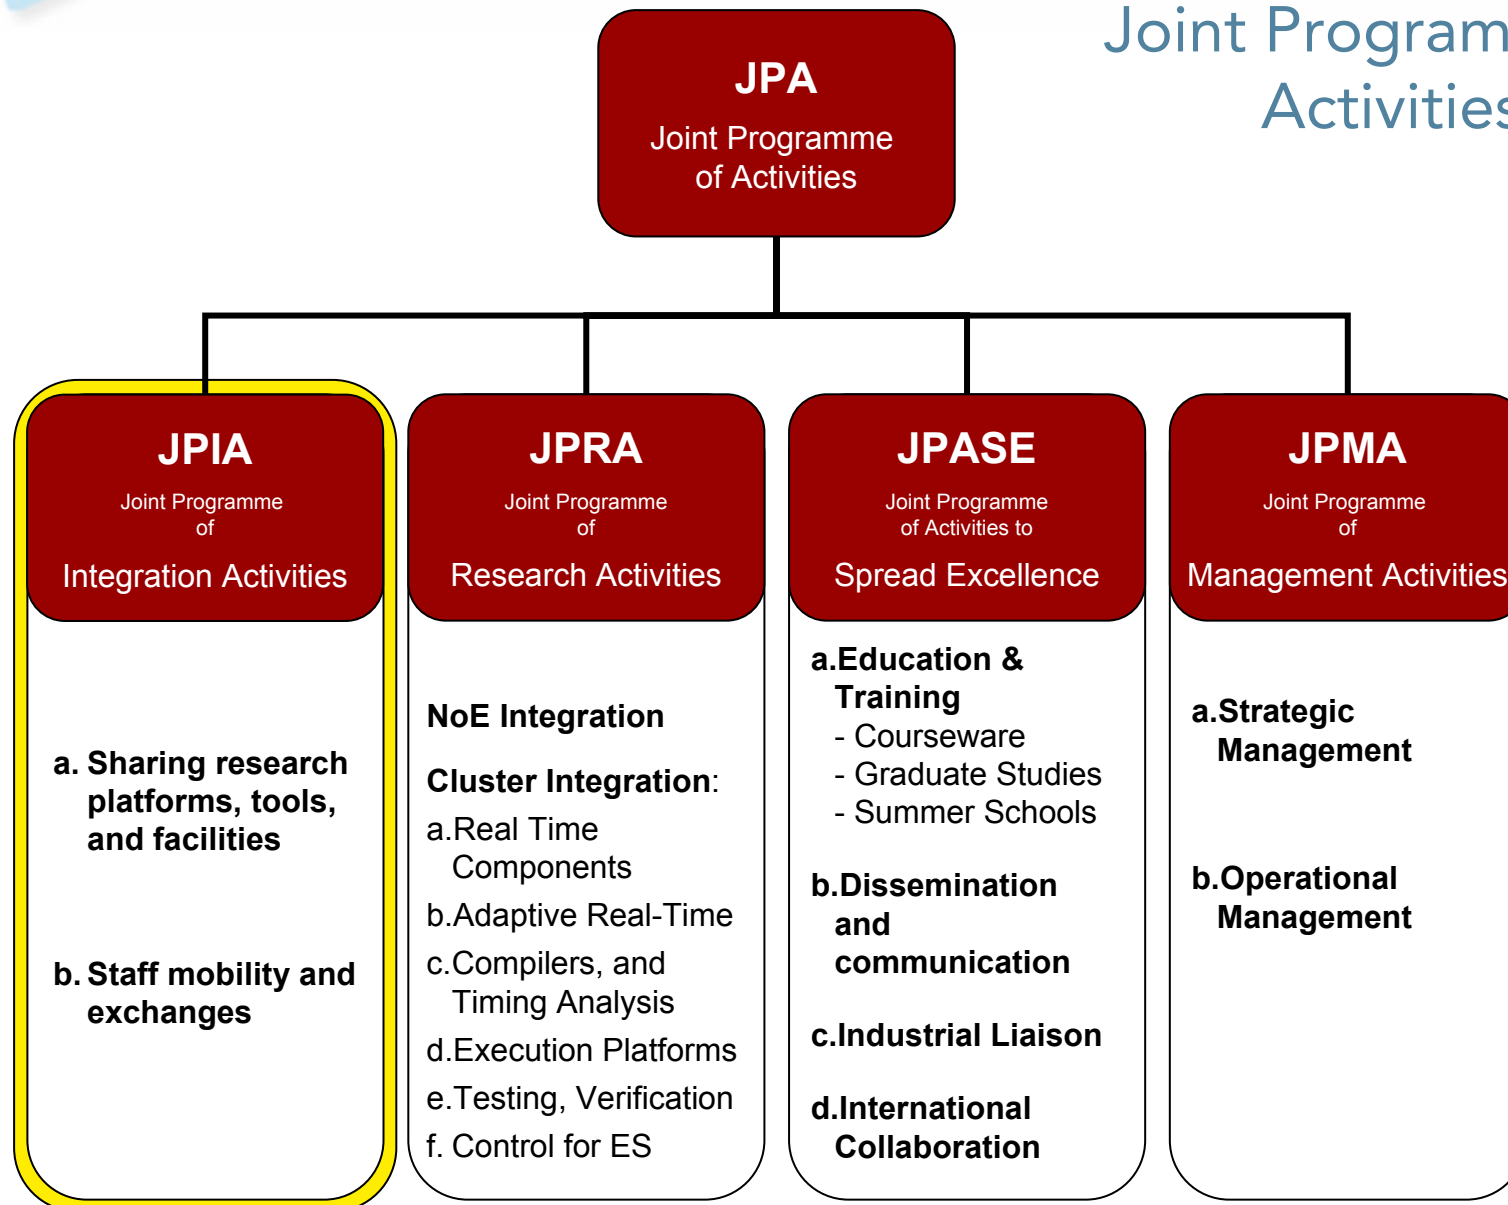 Joint Program
Activities
JPA
Joint Programme
of Activities
JPIA
Joint Programme
of
Integration Activities
a. Sharing research
platforms, tools,
and facilities
b. Staff mobility and
exchanges
JPRA
Joint Programme
of
Research Activities
NoE Integration
Cluster Integration:
a.Real Time
Components
b.Adaptive Real-Time
c.Compilers, and
Timing Analysis
d.Execution Platforms
e.Testing, Verification
f. Control for ES
JPASE
Joint Programme
of Activities to
Spread Excellence
a.Education &
Training
- Courseware
- Graduate Studies
- Summer Schools
b.Dissemination
and
communication
c.Industrial Liaison
d.International
Collaboration
JPMA
Joint Programme
of
Management Activities
a.Strategic
Management
b.Operational
Management